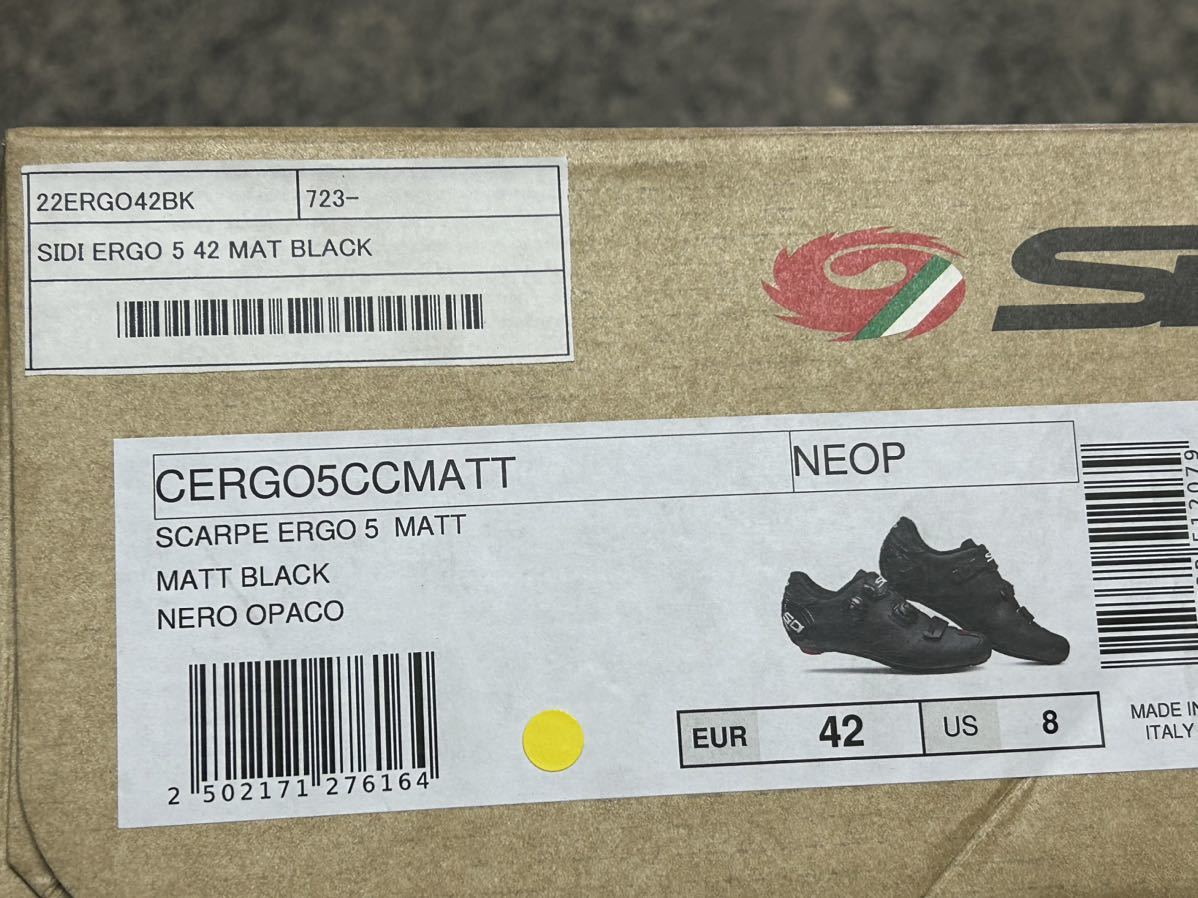 22ERGO42BK 723-
SIDI ERGO 5 42 MAT BLACK
CERGO5CCMATT NEOP
SCARPE ERGO 5 MATT
MATT BLACK
NERO OPACO
2 502171 276164
EUR 42 US 8
MADE IN
ITALY